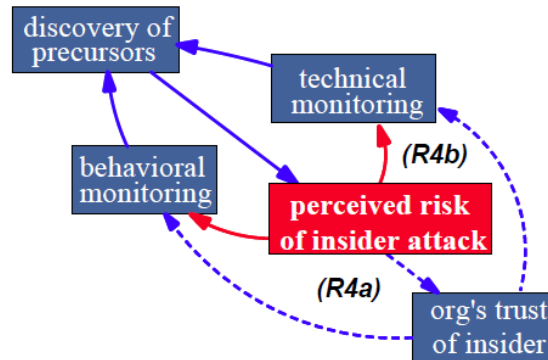 discovery of
precursors
technical
monitoring
(R4b)
behavioral
monitoring
perceived risk
of insider attack
(R4a)
org's trust
of insider